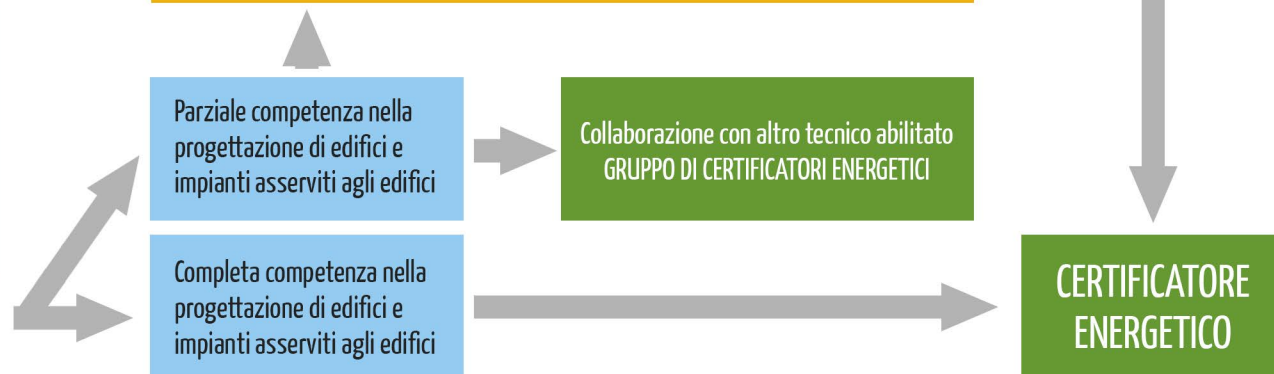 Parziale competenza nella
progettazione di edifici e
impianti asserviti agli edifici
Collaborazione con altro tecnico abilitato
GRUPPO DI CERTIFICATORI ENERGETICI
Completa competenza nella
progettazione di edifici e
impianti asserviti agli edifici
CERTIFICATORE
ENERGETICO